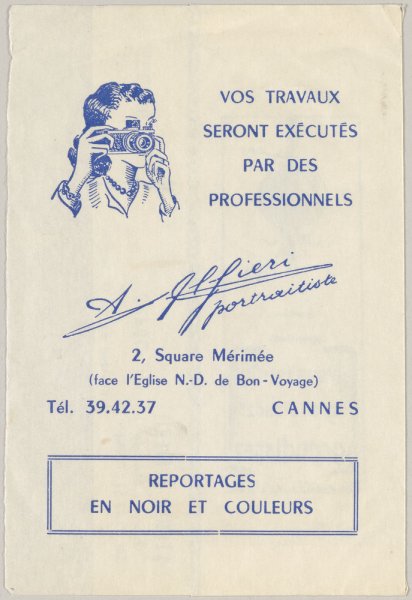 VOS TRAVAUX
SERONT EXÉCUTÉS
PAR DES
PROFESSIONNELS
A. Alfieri
portraitiste
2, Square Mérimée
(face l'Eglise N.-D. de Bon-Voyage)
Tél. 39.42.37 CANNES
REPORTAGES
EN NOIR ET COULEURS